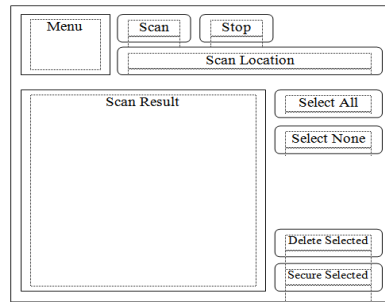 Menu
Scan
Stop
Scan Location
Scan Result
Select All
Select None
Delete Selected
Secure Selected